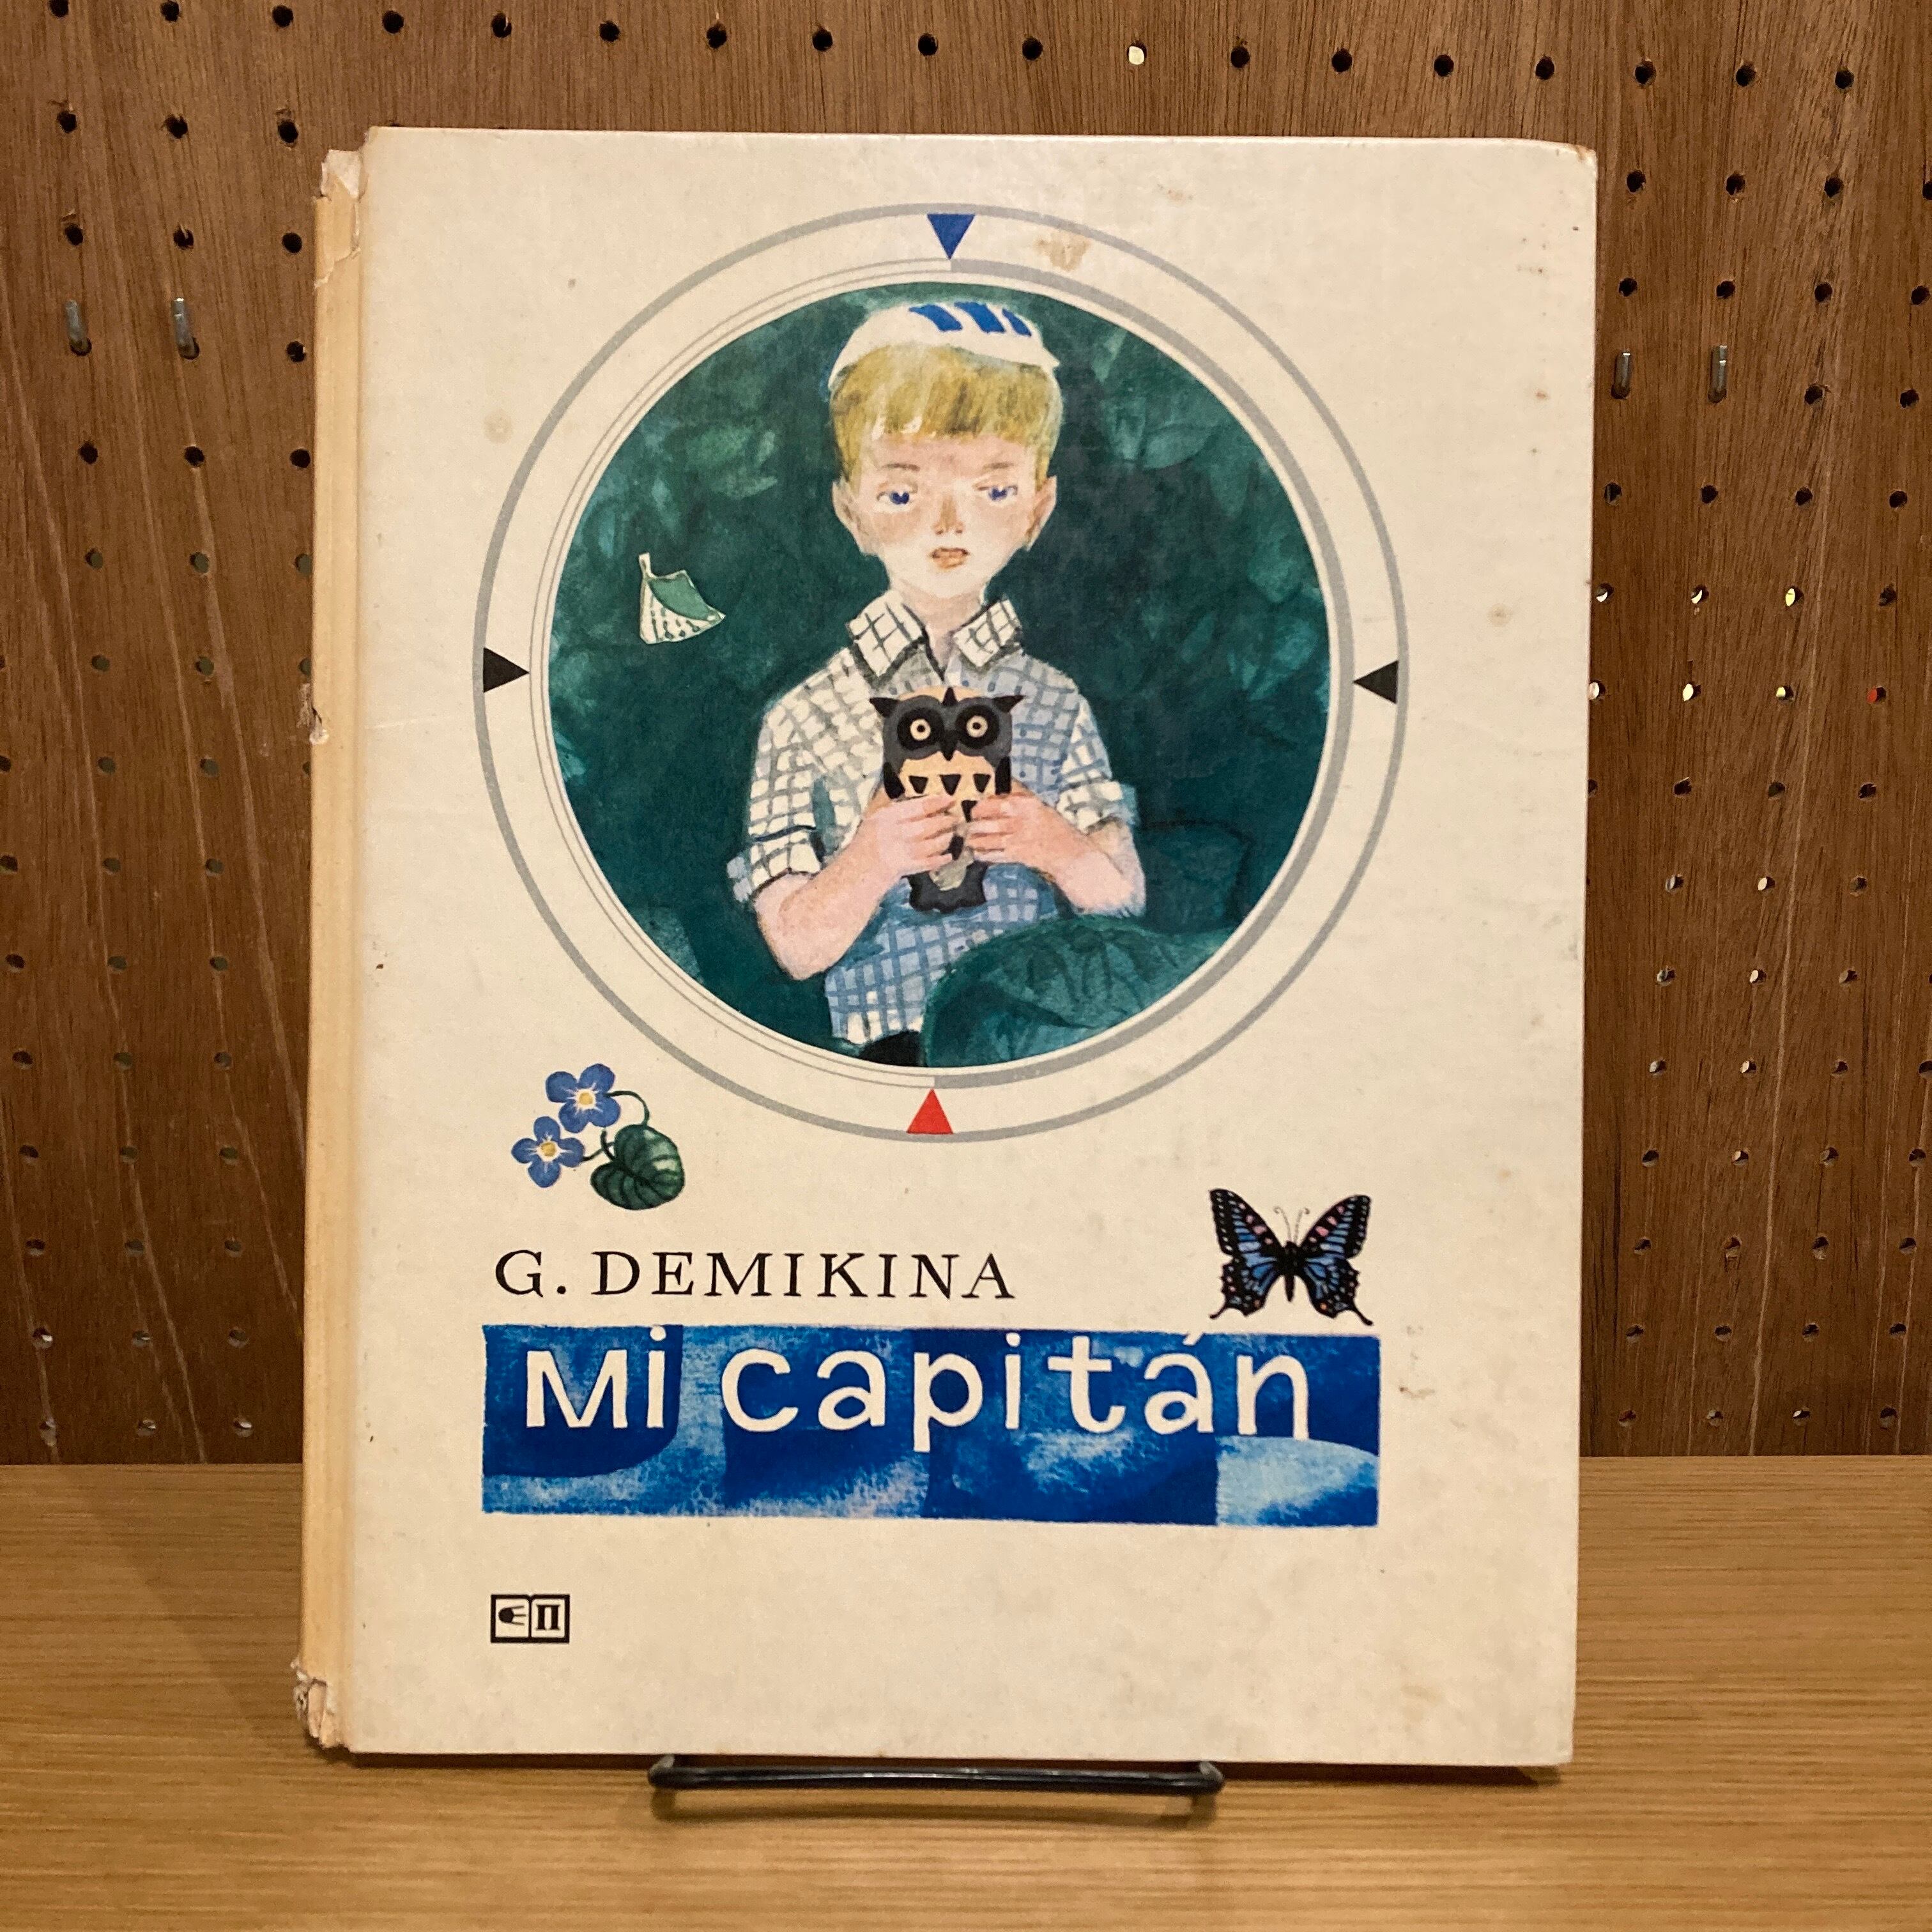 G. DEMIKINA
Mi capitán
П